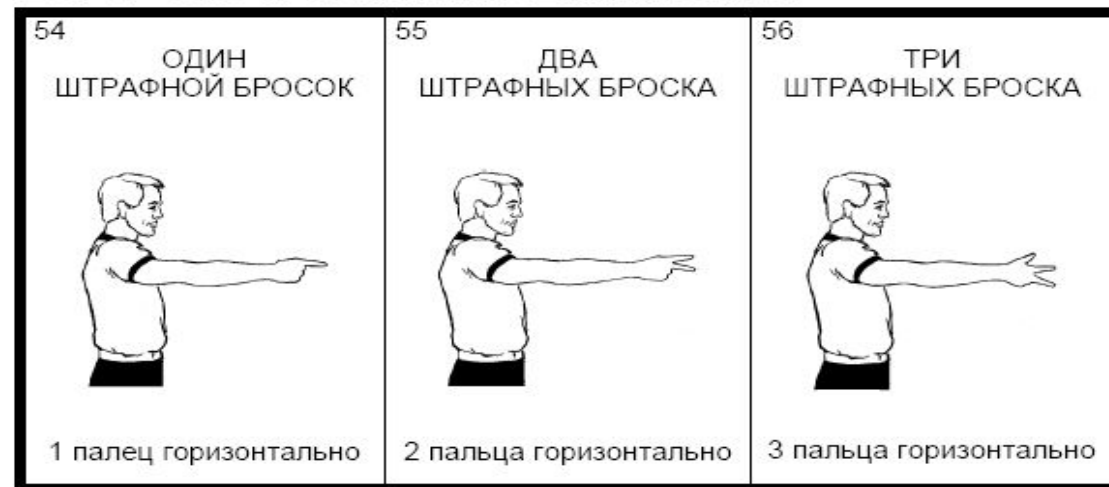 54
ОДИН
ШТРАФНОЙ БРОСОК
1 палец горизонтально
55
ДВА
ШТРАФНЫХ БРОСКА
2 пальца горизонтально
56
ТРИ
ШТРАФНЫХ БРОСКА
3 пальца горизонтально